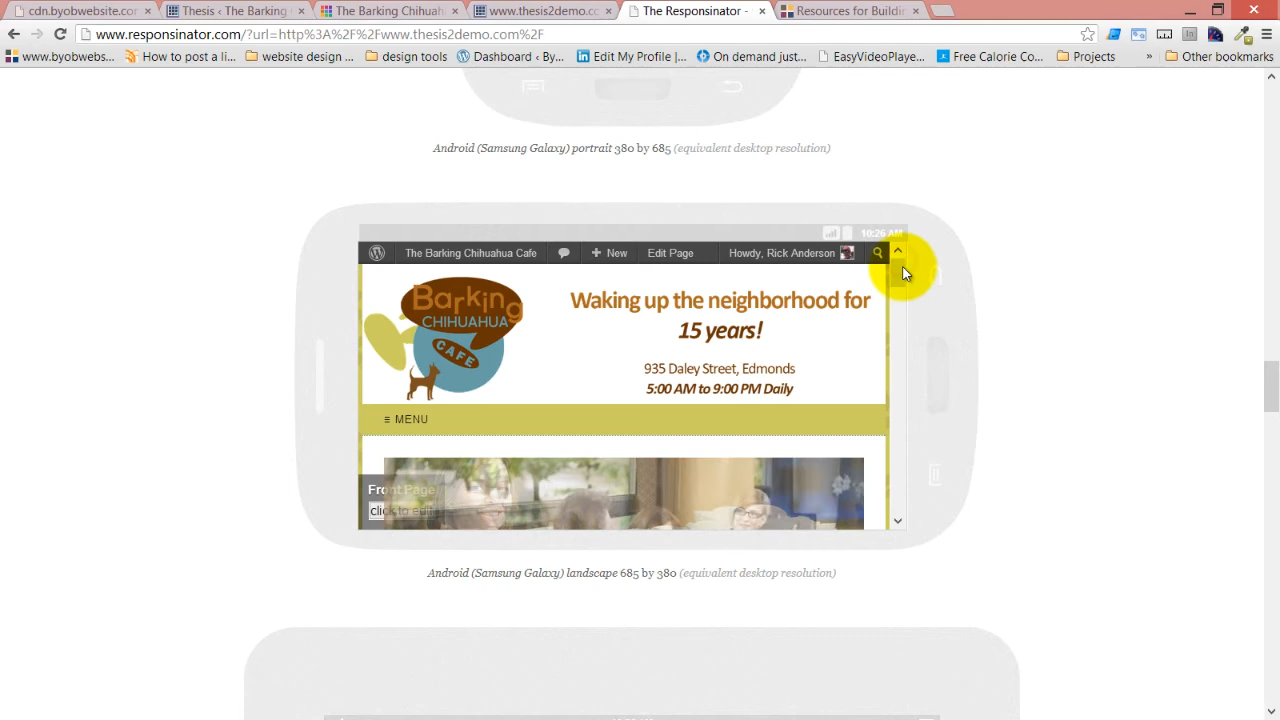 cdn.byobwebsite.com
Thesis ‹ The Barking C
The Barking Chihuah
www.thesis2demo.co
The Responsinator -
Resources for Buildin
www.responsinator.com/?url=http%3A%2F%2Fwww.thesis2demo.com%2F
www.byobwebs...
How to post a li...
website design ...
design tools
Dashboard ‹ By...
Edit My Profile |...
On demand just...
EasyVideoPlaye...
Free Calorie Co...
Projects
»
Other bookmarks
Android (Samsung Galaxy) portrait 380 by 685 (equivalent desktop resolution)
10:26 AM
The Barking Chihuahua Cafe
+ New
Edit Page
Howdy, Rick Anderson
Barking
CHIHUAHUA
CAFE
Waking up the neighborhood for
15 years!
935 Daley Street, Edmonds
5:00 AM to 9:00 PM Daily
≡ MENU
Front Page
click to edit
Android (Samsung Galaxy) landscape 685 by 380 (equivalent desktop resolution)